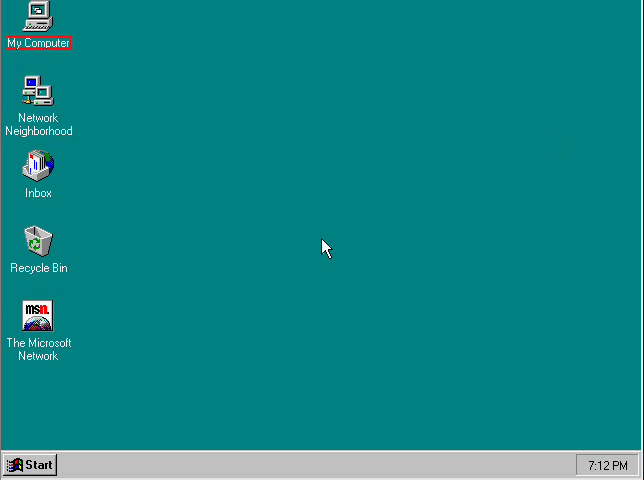 My Computer
Network
Neighborhood
Inbox
Recycle Bin
msn.
The Microsoft
Network
Start
7:12 PM